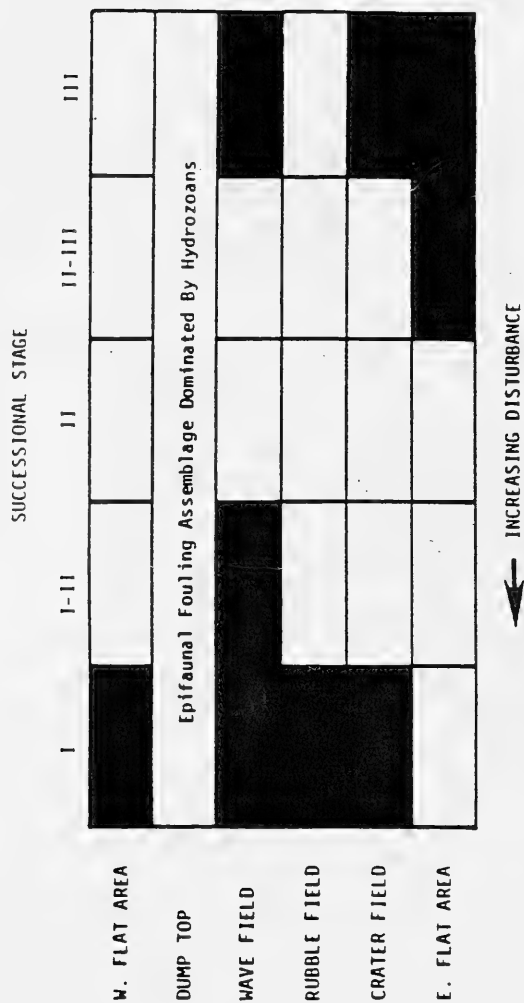 SUCCESSIONAL STAGE
I I-II II II-III III
W. FLAT AREA
DUMP TOP
Epifaunal Fouling Assemblage Dominated By Hydrozoans
WAVE FIELD
RUBBLE FIELD
CRATER FIELD
E. FLAT AREA
INCREASING DISTURBANCE